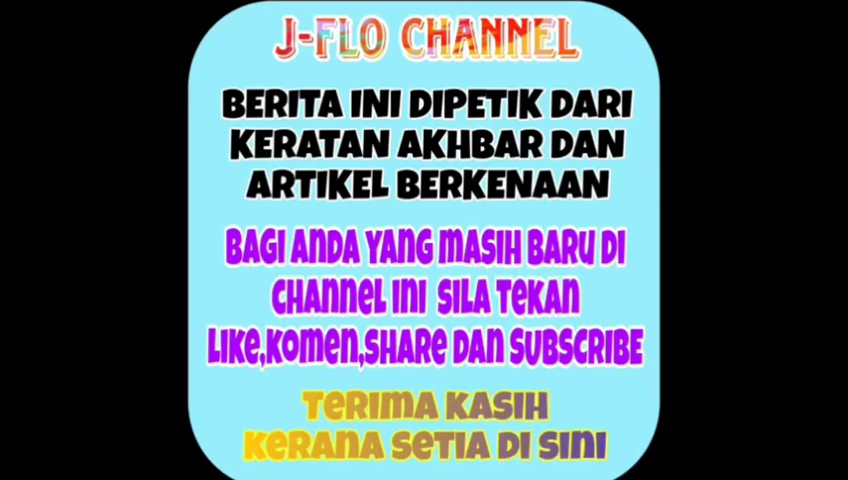 J-FLO CHANNEL
BERITA INI DIPETIK DARI
KERATAN AKHBAR DAN
ARTIKEL BERKENAAN
BAGI ANDA YANG MASIH BARU DI
CHANNEL INI SILA TEKAN
LIKE,KOMEN,SHARE DAN SUBSCRIBE
TERIMA KASIH
KERANA SETIA DI SINI